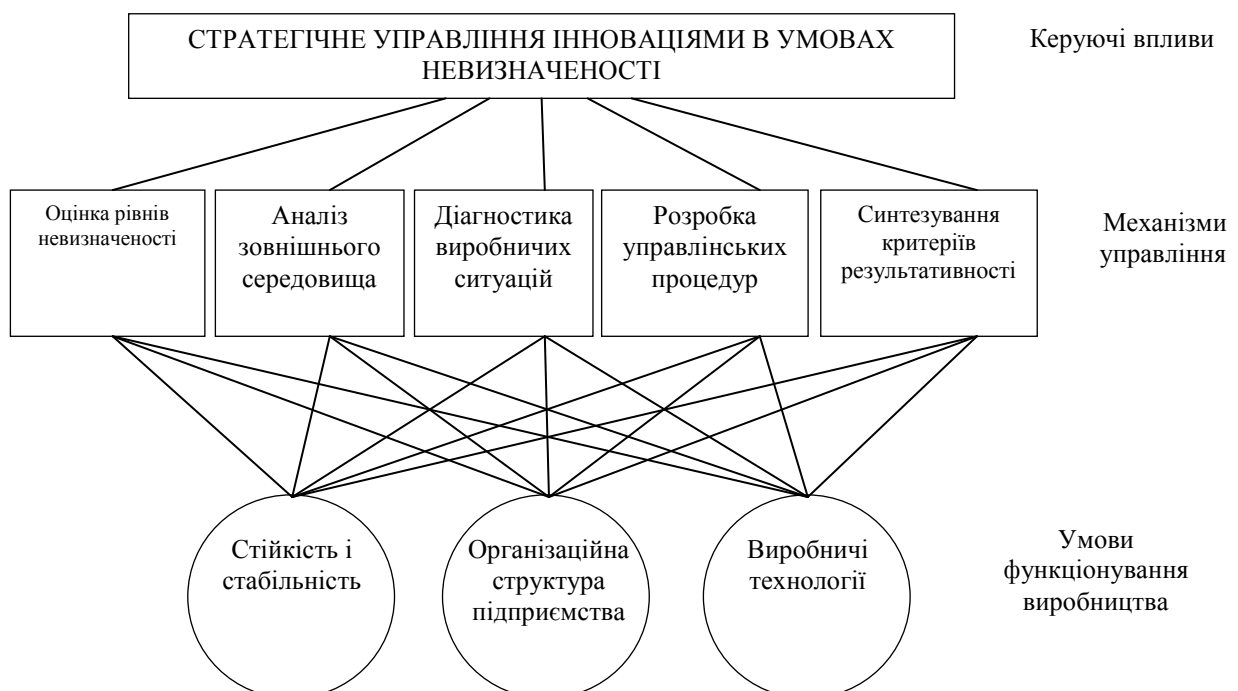 СТРАТЕГІЧНЕ УПРАВЛІННЯ ІННОВАЦІЯМИ В УМОВАХ
НЕВИЗНАЧЕНОСТІ
Керуючі впливи
Оцінка рівнів
невизначеності
Аналіз
зовнішнього
середовища
Діагностика
виробничих
ситуацій
Розробка
управлінських
процедур
Синтезування
критеріїв
результативності
Механізми
управління
Стійкість і
стабільність
Організаційна
структура
підприємства
Виробничі
технології
Умови
функціонування
виробництва